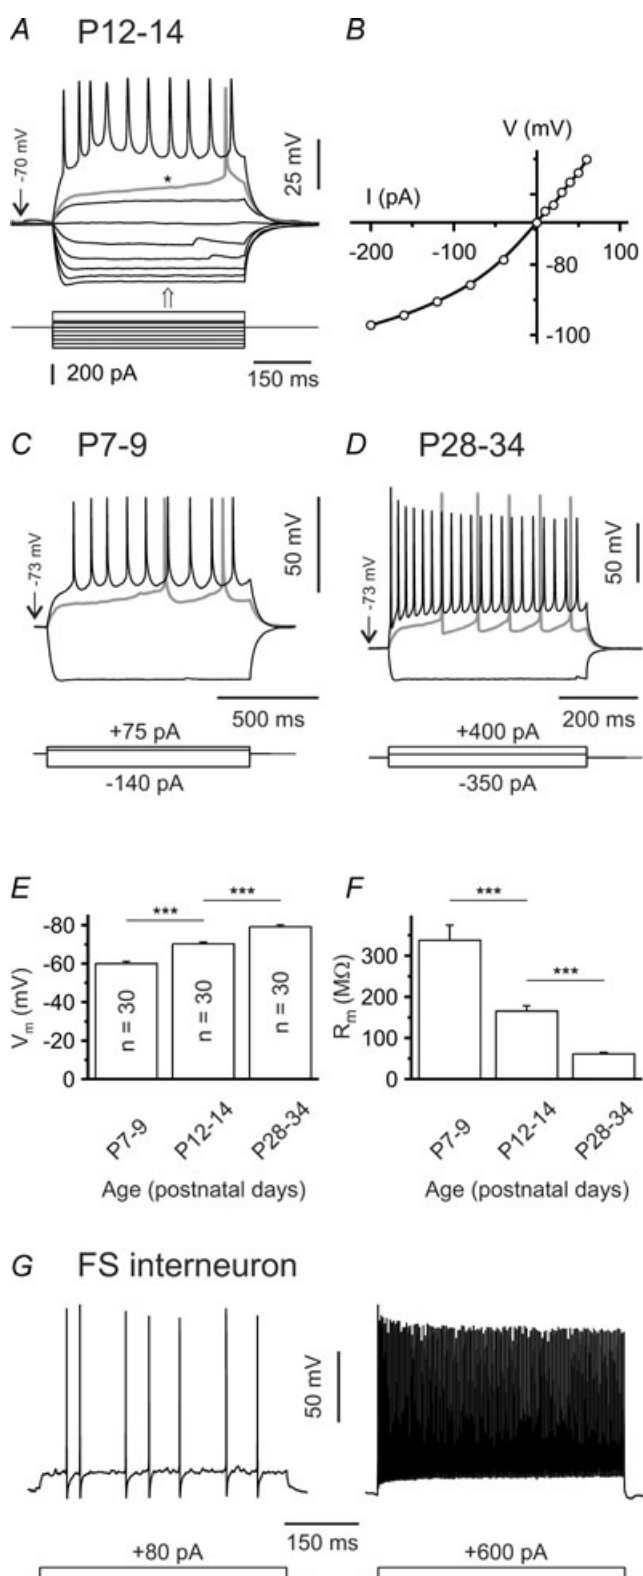 A P12-14
-70 mV
*
25 mV
⇑
200 pA
150 ms
B
V (mV)
I (pA)
-200
-100
100
-80
-100
C P7-9
-73 mV
50 mV
500 ms
+75 pA
-140 pA
D P28-34
-73 mV
50 mV
200 ms
+400 pA
-350 pA
E
***
***
-80
-60
-40
-20
0
Vm (mV)
n = 30
n = 30
n = 30
P7-9
P12-14
P28-34
Age (postnatal days)
F
***
***
300
200
100
0
Rm (MΩ)
P7-9
P12-14
P28-34
Age (postnatal days)
G FS interneuron
50 mV
150 ms
+80 pA
+600 pA